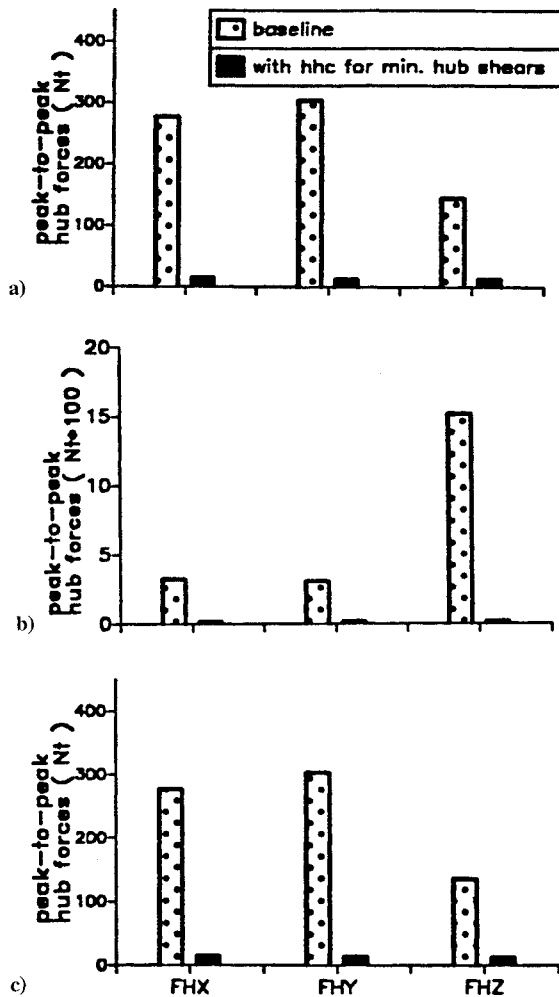 baseline
with hhc for min. hub shears
peak-to-peak
hub forces ( Nt )
400
300
200
100
0
a)
peak-to-peak
hub forces ( Nt*100 )
20
15
10
5
0
b)
peak-to-peak
hub forces ( Nt )
400
300
200
100
0
c)
FHX
FHY
FHZ